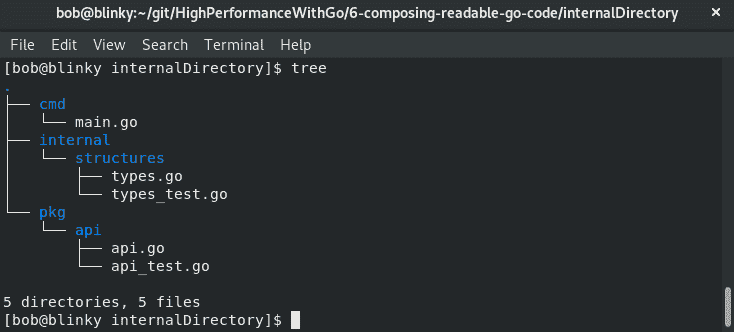 bob@blinky:~/git/HighPerformanceWithGo/6-composing-readable-go-code/internalDirectory ×
File Edit View Search Terminal Help
[bob@blinky internalDirectory]$ tree
.
├── cmd
│   └── main.go
├── internal
│   └── structures
│       ├── types.go
│       └── types_test.go
└── pkg
    └── api
        ├── api.go
        └── api_test.go
5 directories, 5 files
[bob@blinky internalDirectory]$